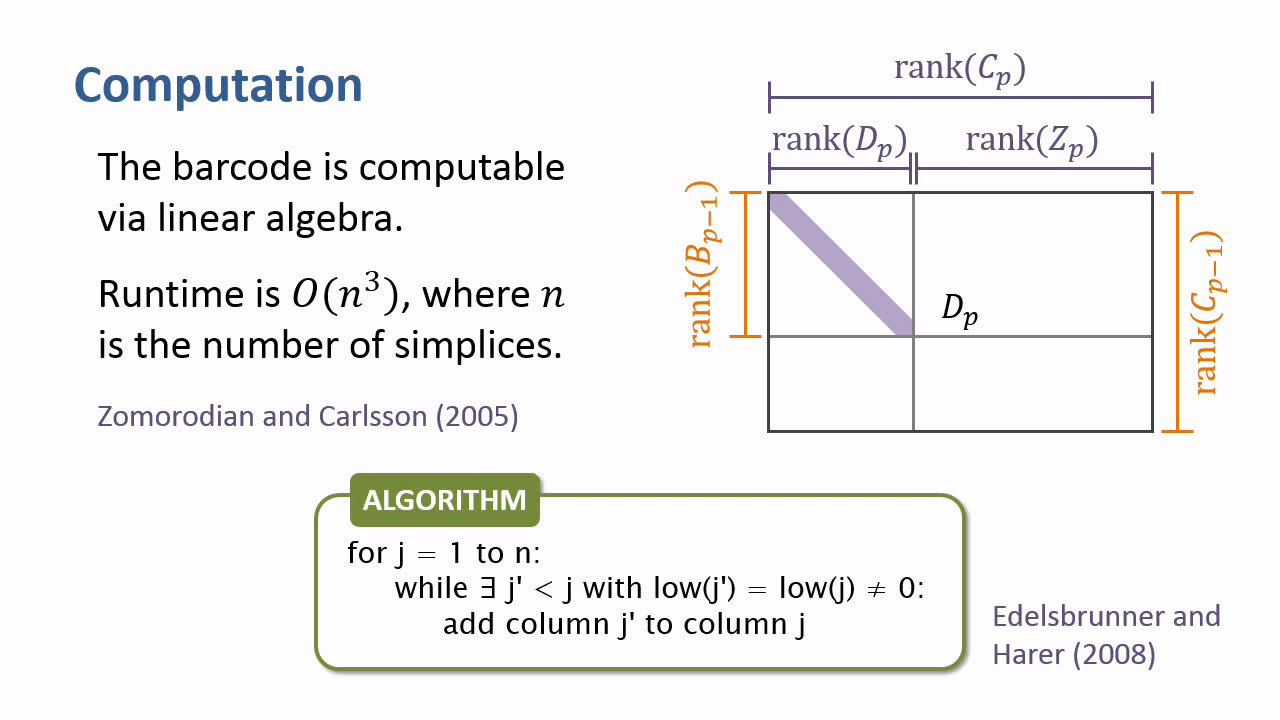 Computation
The barcode is computable
via linear algebra.
Runtime is O(n³), where n
is the number of simplices.
Zomorodian and Carlsson (2005)
rank(Cₚ)
rank(Dₚ)
rank(Zₚ)
rank(Bₚ₋₁)
Dₚ
rank(Cₚ₋₁)
ALGORITHM
for j = 1 to n:
while ∃ j' < j with low(j') = low(j) ≠ 0:
add column j' to column j
Edelsbrunner and
Harer (2008)